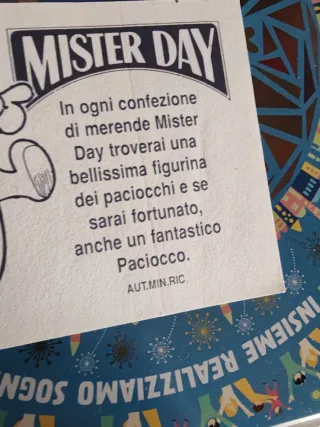 MISTER DAY
In ogni confezione
di merende Mister
Day troverai una
bellissima figurina
dei paciocchi e se
sarai fortunato,
anche un fantastico
Paciocco.
AUT.MIN.RIC.
INSIEME REALIZZIAMO SOGNI